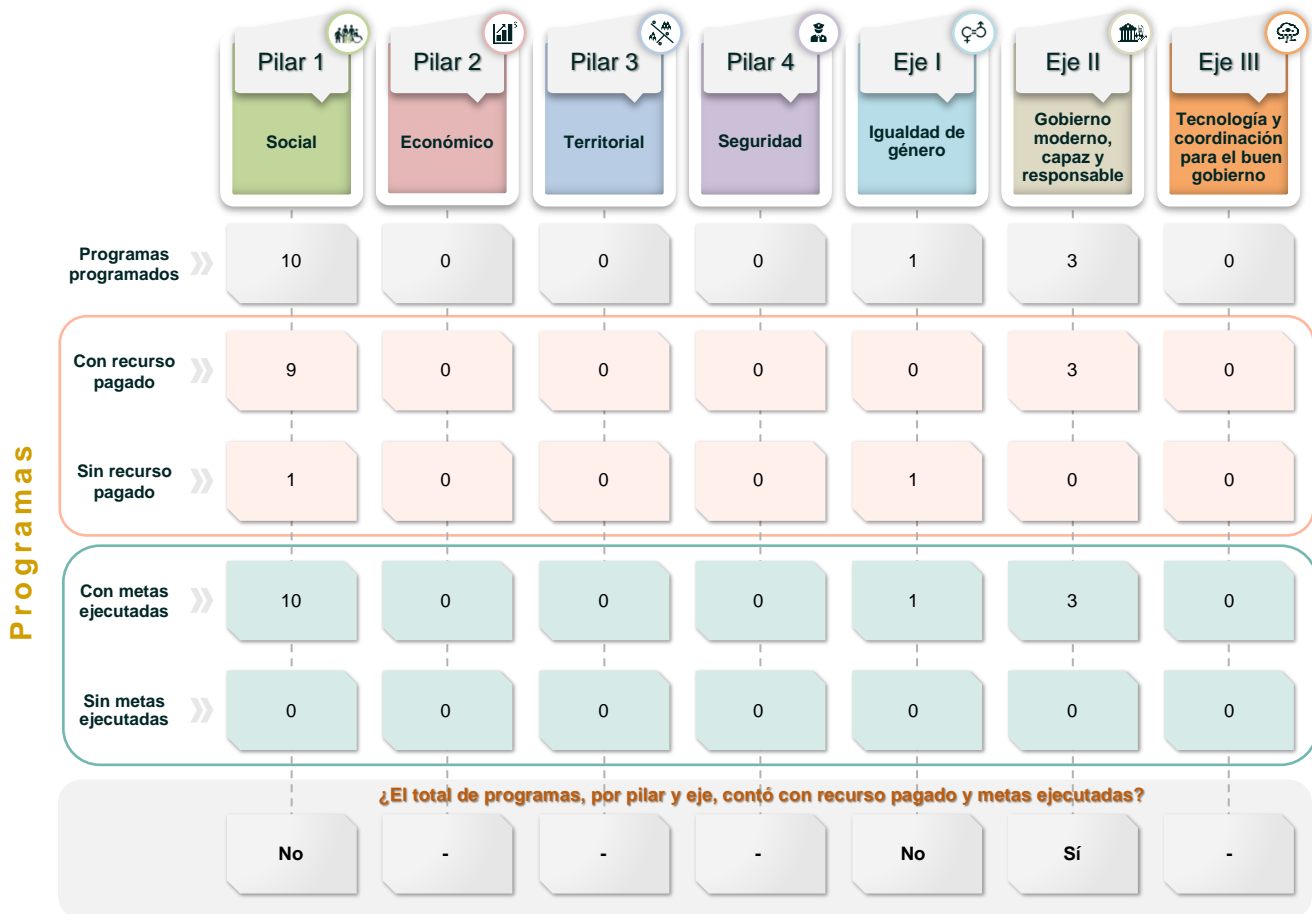 Pilar 1
Pilar 2
Pilar 3
Pilar 4
Eje I
Eje II
Eje III
Social
Económico
Territorial
Seguridad
Igualdad de
género
Gobierno
moderno,
capaz y
responsable
Tecnología y
coordinación
para el buen
gobierno
Programas
Programas
programados
10
0
0
0
1
3
0
Con recurso
pagado
9
0
0
0
0
3
0
Sin recurso
pagado
1
0
0
0
1
0
0
Con metas
ejecutadas
10
0
0
0
1
3
0
Sin metas
ejecutadas
0
0
0
0
0
0
0
¿El total de programas, por pilar y eje, contó con recurso pagado y metas ejecutadas?
No
-
-
-
No
Sí
-